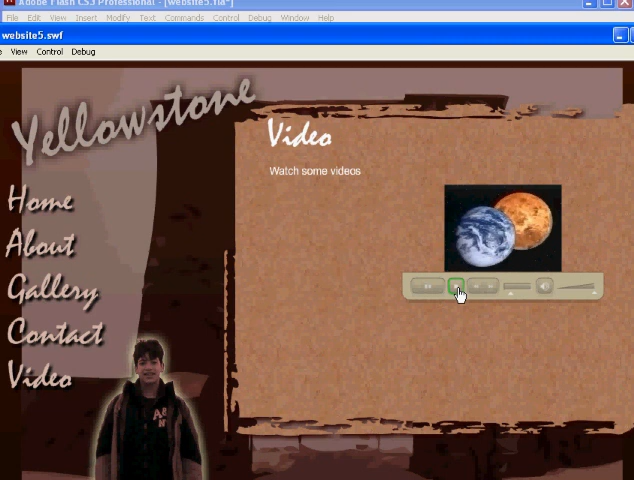 Adobe Flash CS3 Professional - [website5.fla*]
File Edit View Insert Modify Text Commands Control Debug Window Help
website5.swf
View Control Debug
Yellowstone
Video
Watch some videos
Home
About
Gallery
Contact
Video